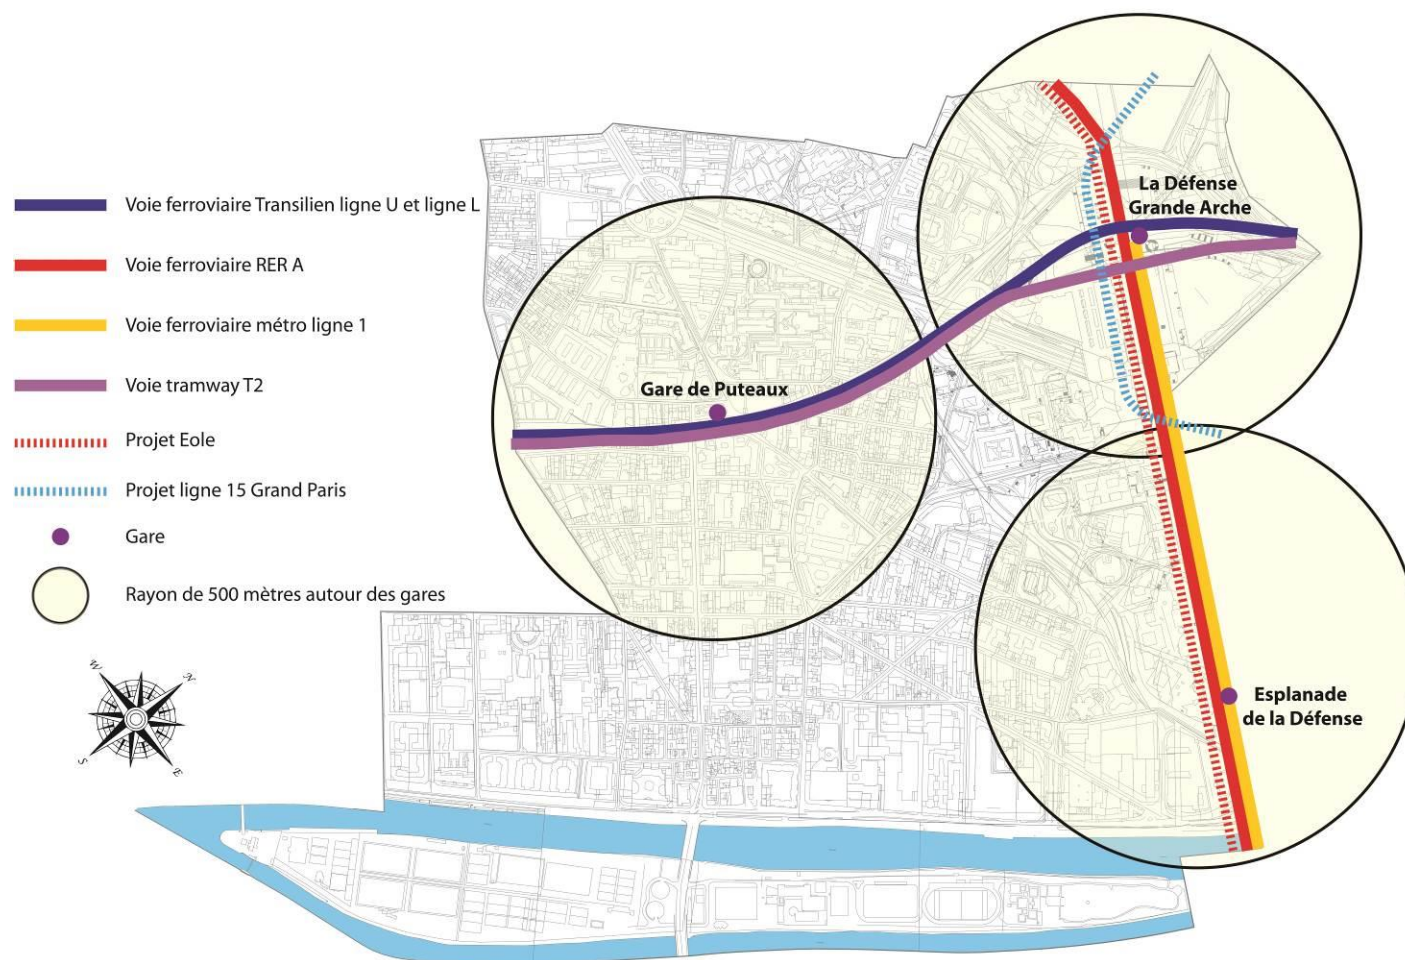 Voie ferroviaire Transilien ligne U et ligne L
Voie ferroviaire RER A
Voie ferroviaire métro ligne 1
Voie tramway T2
Projet Eole
Projet ligne 15 Grand Paris
Gare
Rayon de 500 mètres autour des gares
W
N
S
E
La Défense
Grande Arche
Gare de Puteaux
Esplanade
de la Défense